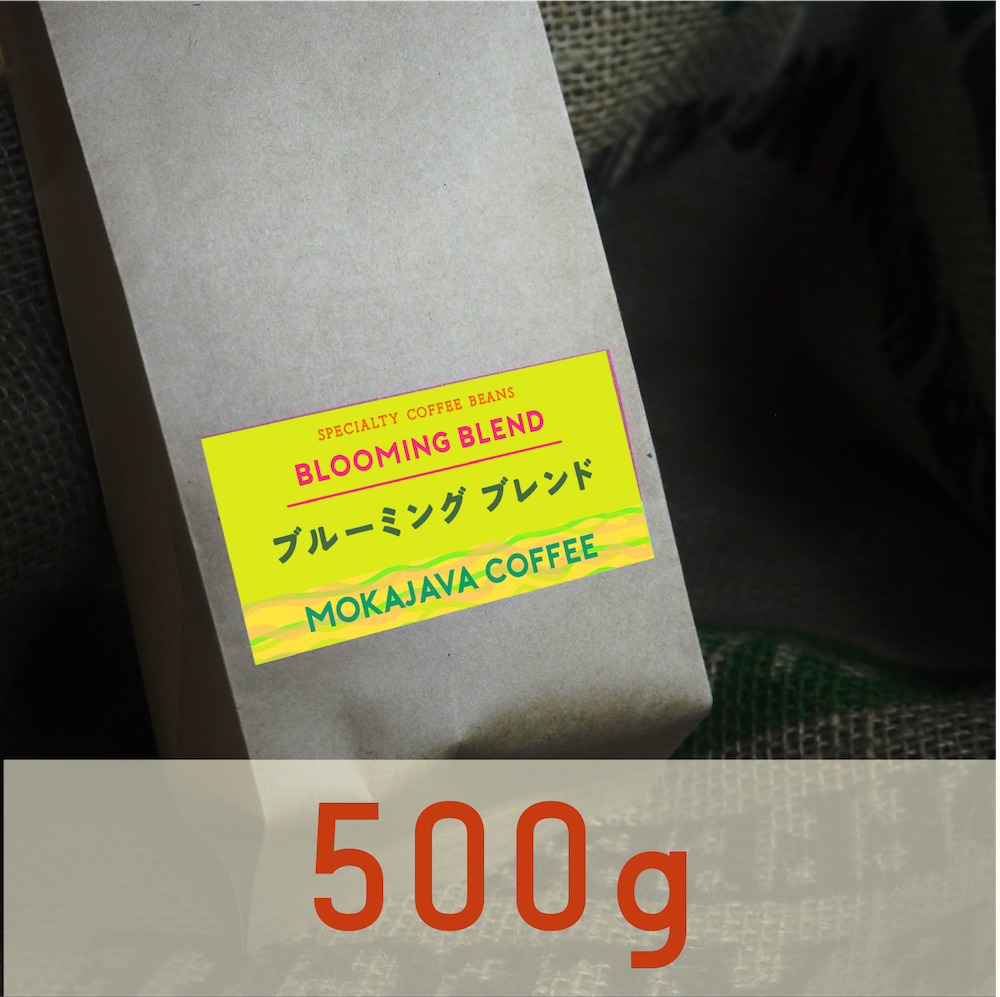 SPECIALTY COFFEE BEANS
BLOOMING BLEND
ブルーミング ブレンド
MOKAJAVA COFFEE
500g